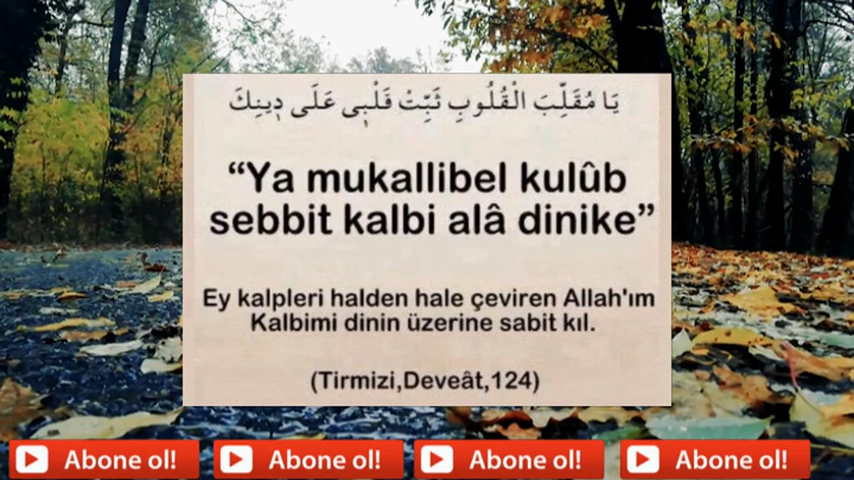 يَا مُقَلِّبَ الْقُلُوبِ ثَبِّتْ قَلْبِى عَلَى دِينِكَ
“Ya mukallibel kulûb
sebbit kalbi alâ dinike”
Ey kalpleri halden hale çeviren Allah'ım
Kalbimi dinin üzerine sabit kıl.
(Tirmizi,Deveât,124)
Abone ol! Abone ol! Abone ol! Abone ol!